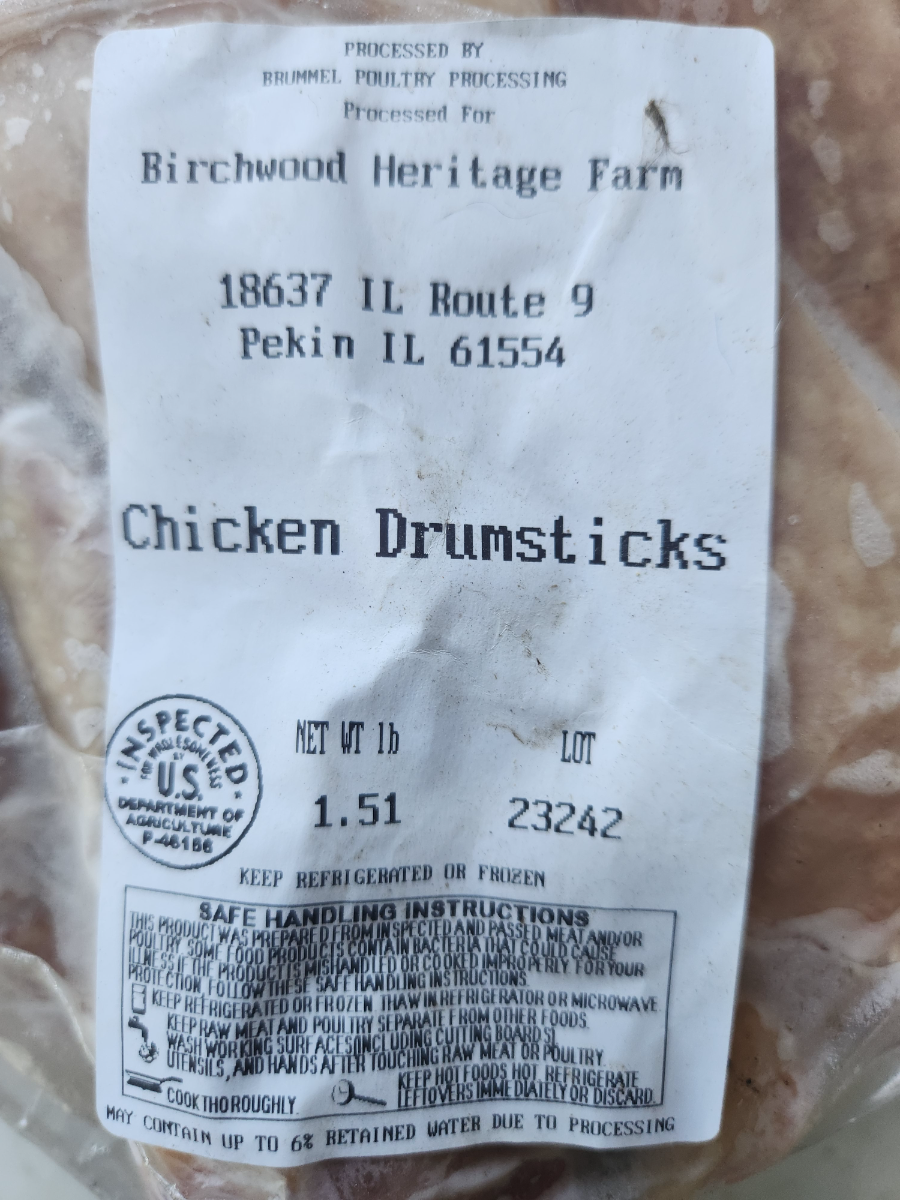 PROCESSED BY
BRUMMEL POULTRY PROCESSING
Processed For
Birchwood Heritage Farm
18637 IL Route 9
Pekin IL 61554
Chicken Drumsticks
INSPECTED
FOR WHOLESOMENESS
BY
U.S.
DEPARTMENT OF
AGRICULTURE
P-46166
NET WT lb
1.51
LOT
23242
KEEP REFRIGERATED OR FROZEN
SAFE HANDLING INSTRUCTIONS
THIS PRODUCT WAS PREPARED FROM INSPECTED AND PASSED MEAT AND/OR
POULTRY. SOME FOOD PRODUCTS CONTAIN BACTERIA THAT COULD CAUSE
ILLNESS IF THE PRODUCT IS MISHANDLED OR COOKED IMPROPERLY. FOR YOUR
PROTECTION, FOLLOW THESE SAFE HANDLING INSTRUCTIONS.
KEEP REFRIGERATED OR FROZEN. THAW IN REFRIGERATOR OR MICROWAVE.
KEEP RAW MEAT AND POULTRY SEPARATE FROM OTHER FOODS.
WASH WORKING SURFACES (INCLUDING CUTTING BOARDS),
UTENSILS, AND HANDS AFTER TOUCHING RAW MEAT OR POULTRY.
COOK THOROUGHLY.
KEEP HOT FOODS HOT. REFRIGERATE
LEFTOVERS IMMEDIATELY OR DISCARD.
MAY CONTAIN UP TO 6% RETAINED WATER DUE TO PROCESSING